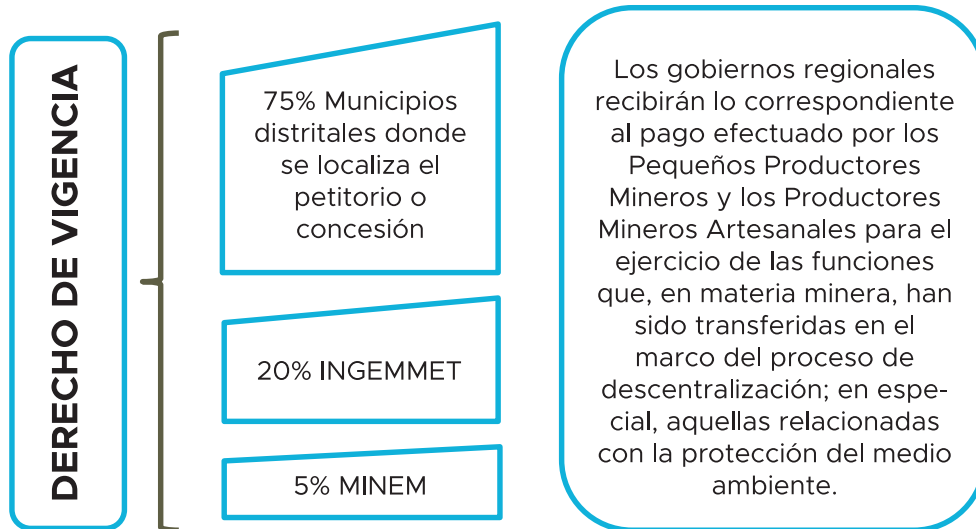 DERECHO DE VIGENCIA
75% Municipios
distritales donde
se localiza el
petitorio o
concesión
20% INGEMMET
5% MINEM
Los gobiernos regionales
recibirán lo correspondiente
al pago efectuado por los
Pequeños Productores
Mineros y los Productores
Mineros Artesanales para el
ejercicio de las funciones
que, en materia minera, han
sido transferidas en el
marco del proceso de
descentralización; en espe-
cial, aquellas relacionadas
con la protección del medio
ambiente.